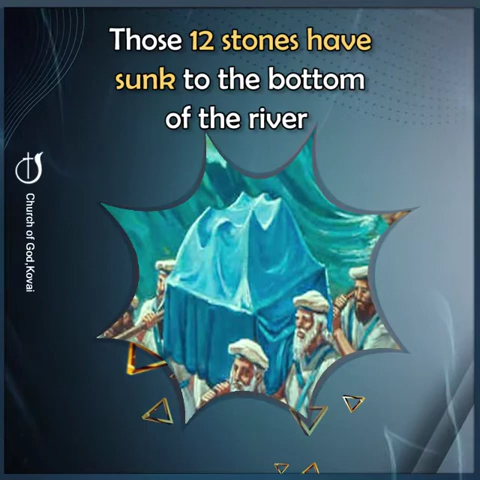 Those 12 stones have
sunk to the bottom
of the river
Church of God,Kovai